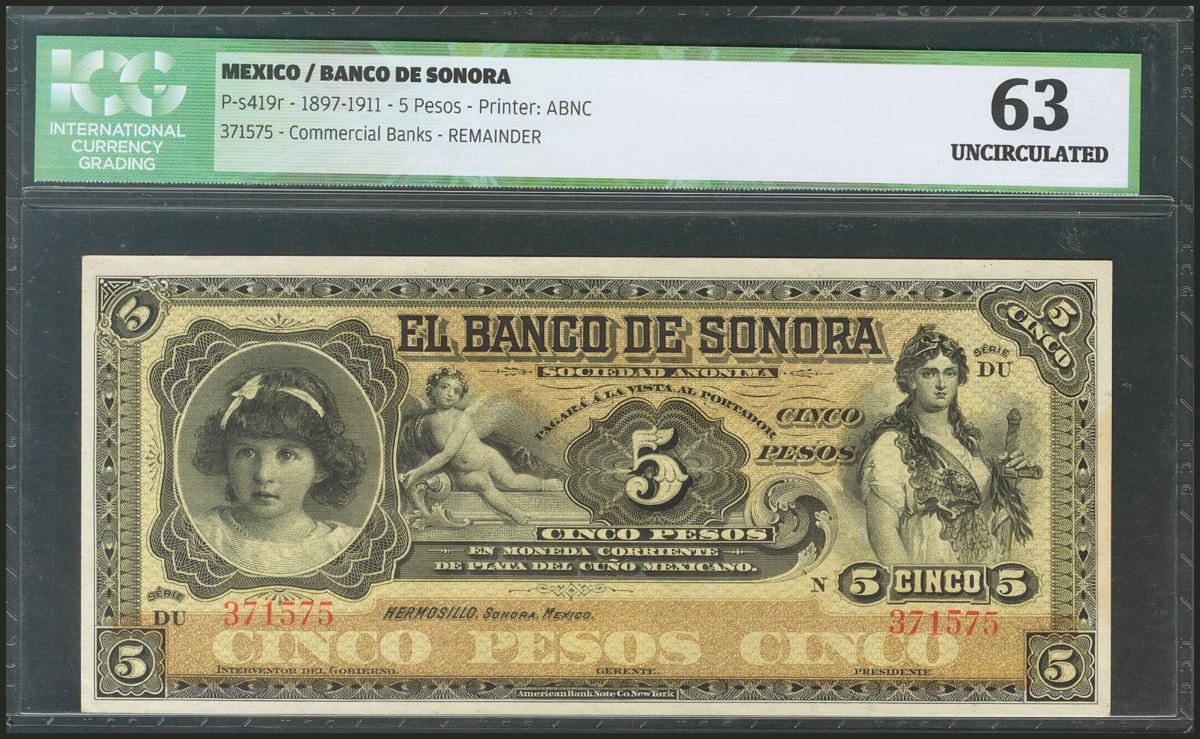 ICG
INTERNATIONAL
CURRENCY
GRADING
MEXICO / BANCO DE SONORA
P-s419r - 1897-1911 - 5 Pesos - Printer: ABNC
371575 - Commercial Banks - REMAINDER
63
UNCIRCULATED
5
5
CINCO
EL BANCO DE SONORA
SOCIEDAD ANONIMA
SÉRIE
DU
PAGARÁ Á LA VISTA AL PORTADOR
CINCO
PESOS
5
CINCO PESOS
EN MONEDA CORRIENTE
DE PLATA DEL CUÑO MEXICANO.
N 5 CINCO 5
SÉRIE
DU 371575
HERMOSILLO, SONORA, MEXICO.
371575
CINCO PESOS CINCO
5
5
INTERVENTOR DEL GOBIERNO.
GERENTE.
PRESIDENTE
American Bank Note Co. New York